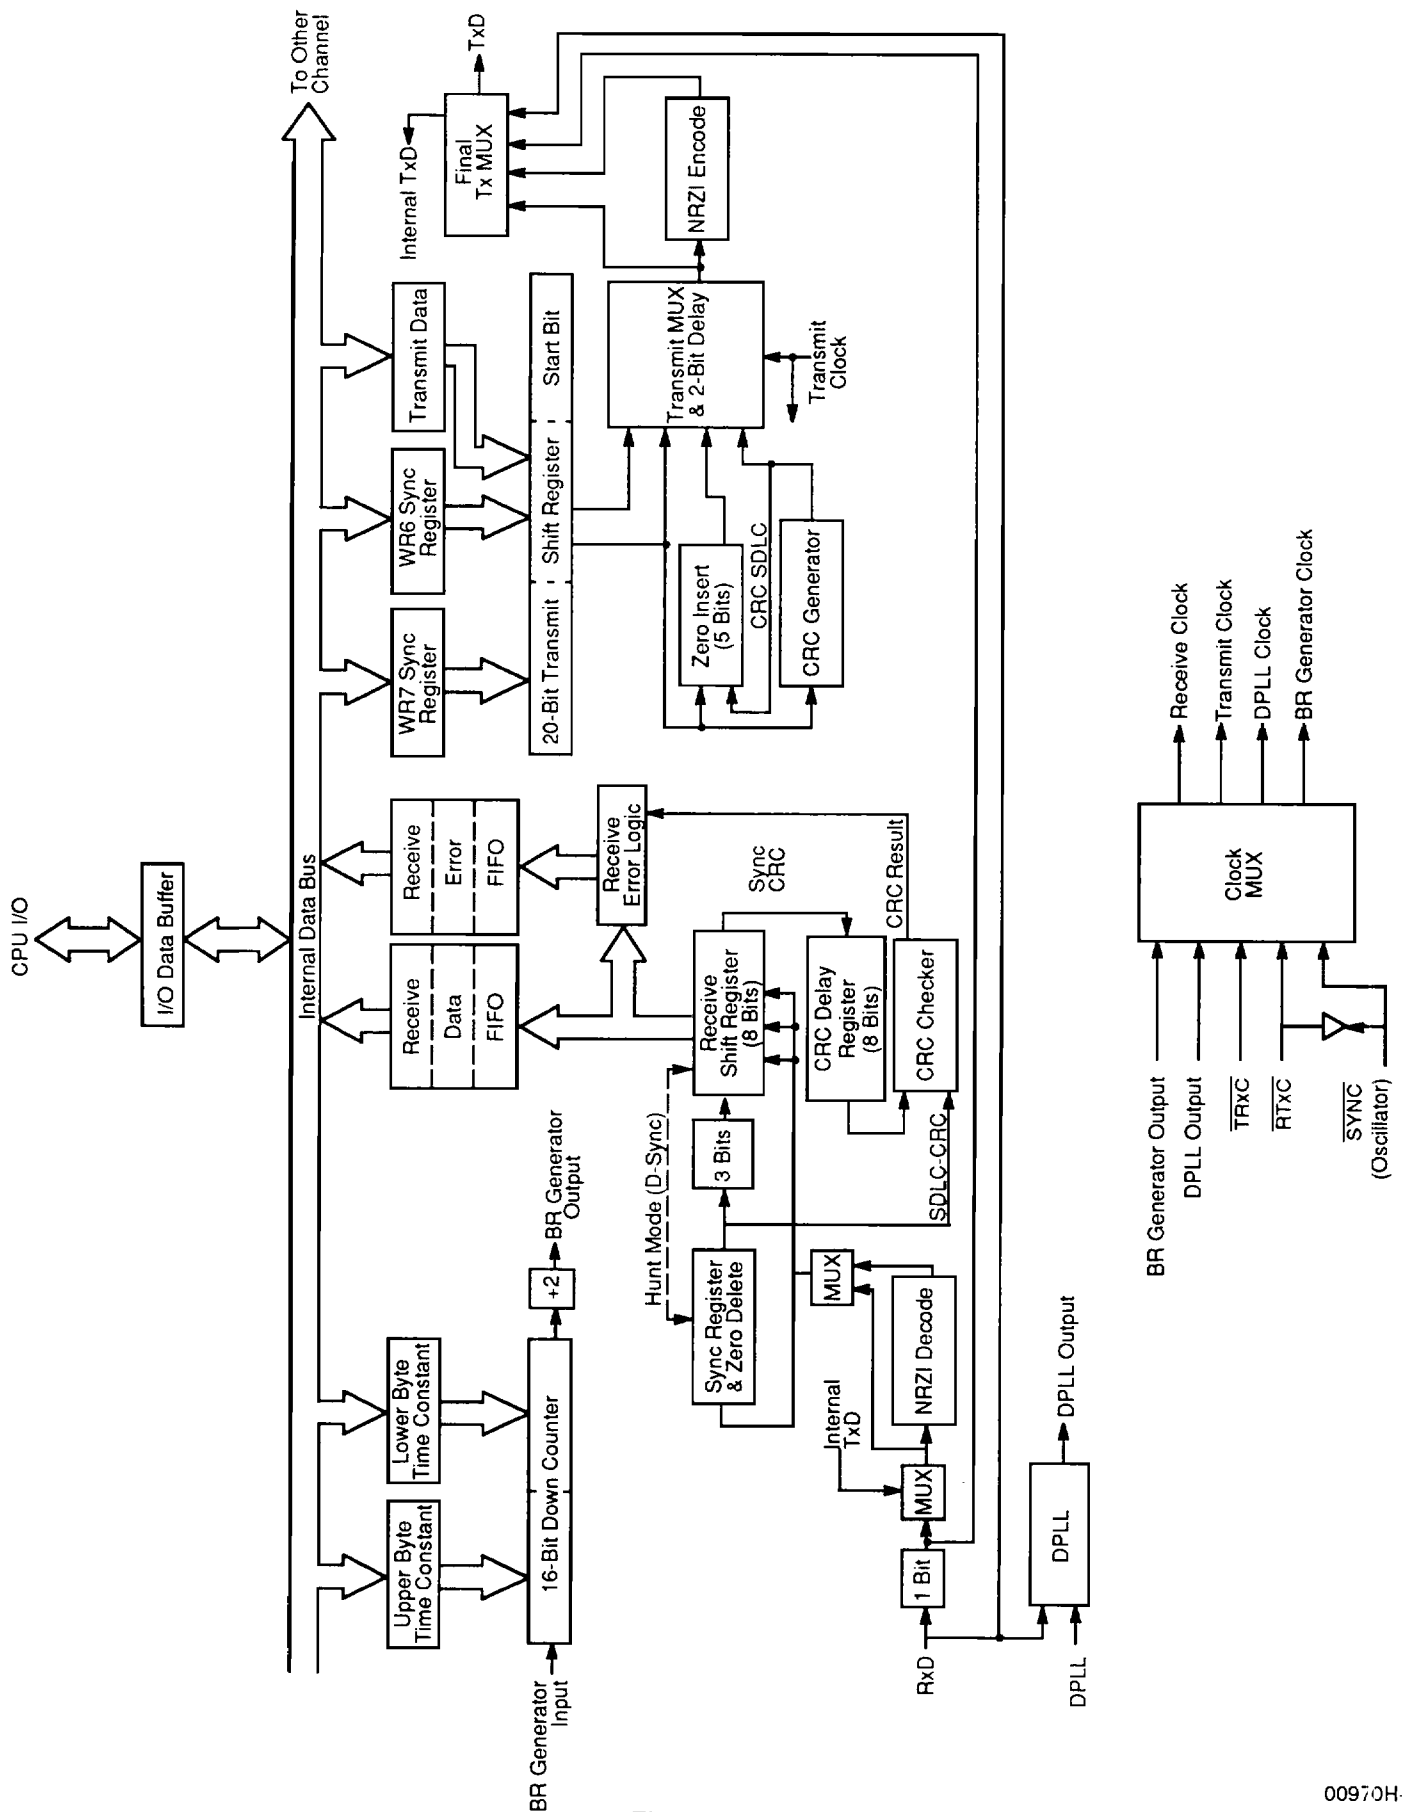 CPU I/O
I/O Data Buffer
Internal Data Bus
To Other
Channel
Upper Byte
Time Constant
Lower Byte
Time Constant
BR Generator
Input
16-Bit Down Counter
+2
BR Generator
Output
Receive
Data
FIFO
Receive
Error
FIFO
Receive
Error Logic
WR7 Sync
Register
WR6 Sync
Register
Transmit Data
20-Bit Transmit
Shift Register
Start Bit
Internal TxD
Final
Tx MUX
TxD
NRZI Encode
Transmit MUX
& 2-Bit Delay
Transmit
Clock
Zero Insert
(5 Bits)
CRC SDLC
CRC Generator
Hunt Mode (D-Sync)
Sync Register
& Zero Delete
3 Bits
Receive
Shift Register
(8 Bits)
Sync
CRC
CRC Delay
Register
(8 Bits)
CRC Result
CRC Checker
SDLC-CRC
MUX
NRZI Decode
Internal
TxD
MUX
1 Bit
RxD
DPLL
DPLL
DPLL Output
BR Generator Output
DPLL Output
TRxC
RTxC
SYNC
(Oscillator)
Clock
MUX
Receive Clock
Transmit Clock
DPLL Clock
BR Generator Clock
00970H-